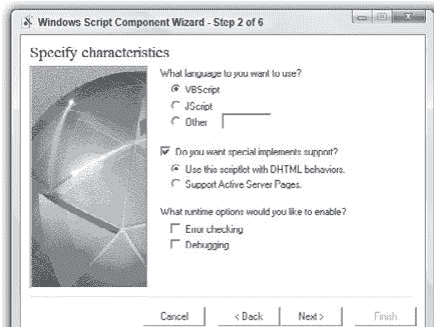 Windows Script Component Wizard - Step 2 of 6
Specify characteristics
What language to you want to use?
VBScript
JScript
Other
Do you want special implements support?
Use this scriptlet with DHTML behaviors.
Support Active Server Pages.
What runtime options would you like to enable?
Error checking
Debugging
Cancel
< Back
Next >
Finish